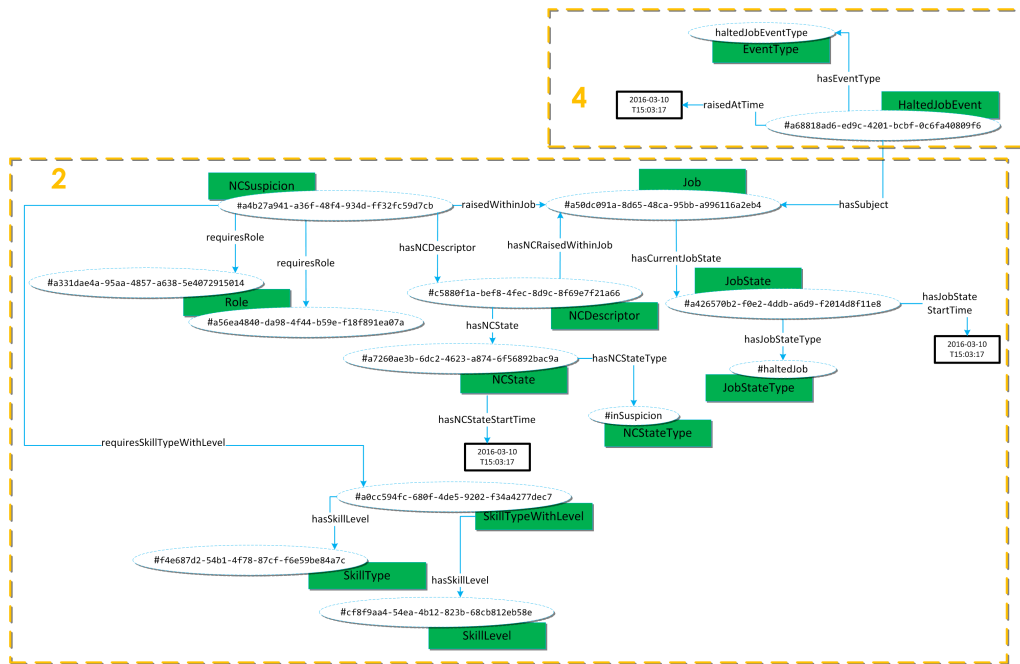 haltedJobEventType
EventType
hasEventType
4
2016-03-10
T15:03:17
raisedAtTime
HaltedJobEvent
#a68818ad6-ed9c-4201-bcbf-0c6fa40809f6
2
NCSuspicion
Job
#a4b27a941-a36f-48f4-934d-ff32fc59d7cb
raisedWithinJob
#a50dc091a-8d65-48ca-95bb-a996116a2eb4
hasSubject
requiresRole
hasNCDescriptor
hasNCRaisedWithinJob
requiresRole
hasCurrentJobState
#a331dae4a-95aa-4857-a638-5e4072915014
JobState
Role
#c5880f1a-bef8-4fec-8d9c-8f69e7f21a66
#a426570b2-f0e2-4ddb-a6d9-f2014d8f11e8
hasJobState
StartTime
NCDescriptor
#a56ea4840-da98-4f44-b59e-f18f891ea07a
hasNCState
hasJobStateType
2016-03-10
T15:03:17
#a7260ae3b-6dc2-4623-a874-6f56892bac9a
hasNCStateType
#haltedJob
NCState
JobStateType
#inSuspicion
hasNCStateStartTime
NCStateType
requiresSkillTypeWithLevel
2016-03-10
T15:03:17
#a0cc594fc-680f-4de5-9202-f34a4277dec7
SkillTypeWithLevel
hasSkillLevel
#f4e687d2-54b1-4f78-87cf-f6e59be84a7c
SkillType
hasSkillLevel
#cf8f9aa4-54ea-4b12-823b-68cb812eb58e
SkillLevel